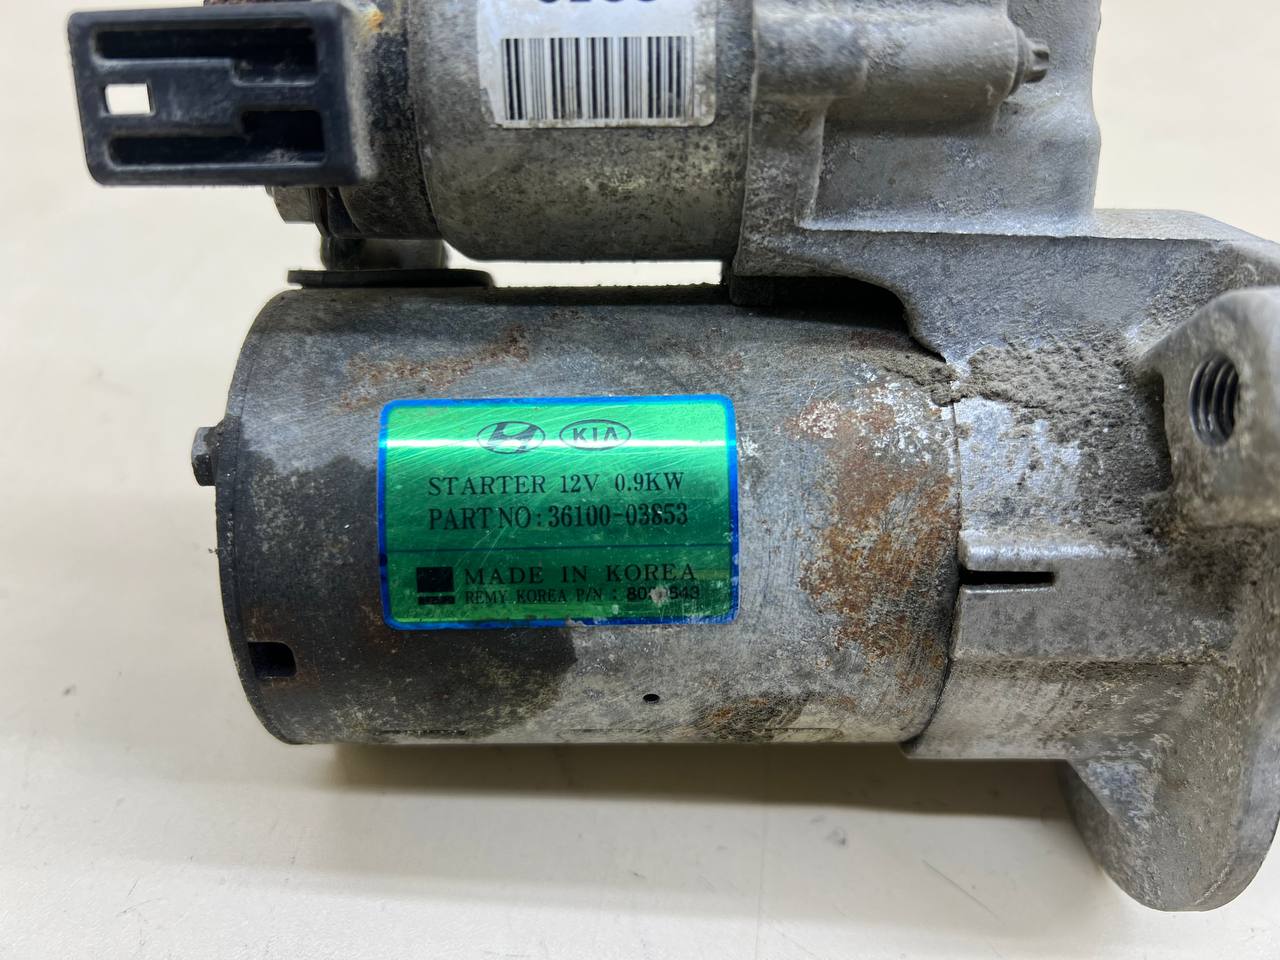 KIA
STARTER 12V 0.9KW
PART NO : 36100-03853
MADE IN KOREA
REMY KOREA P/N :